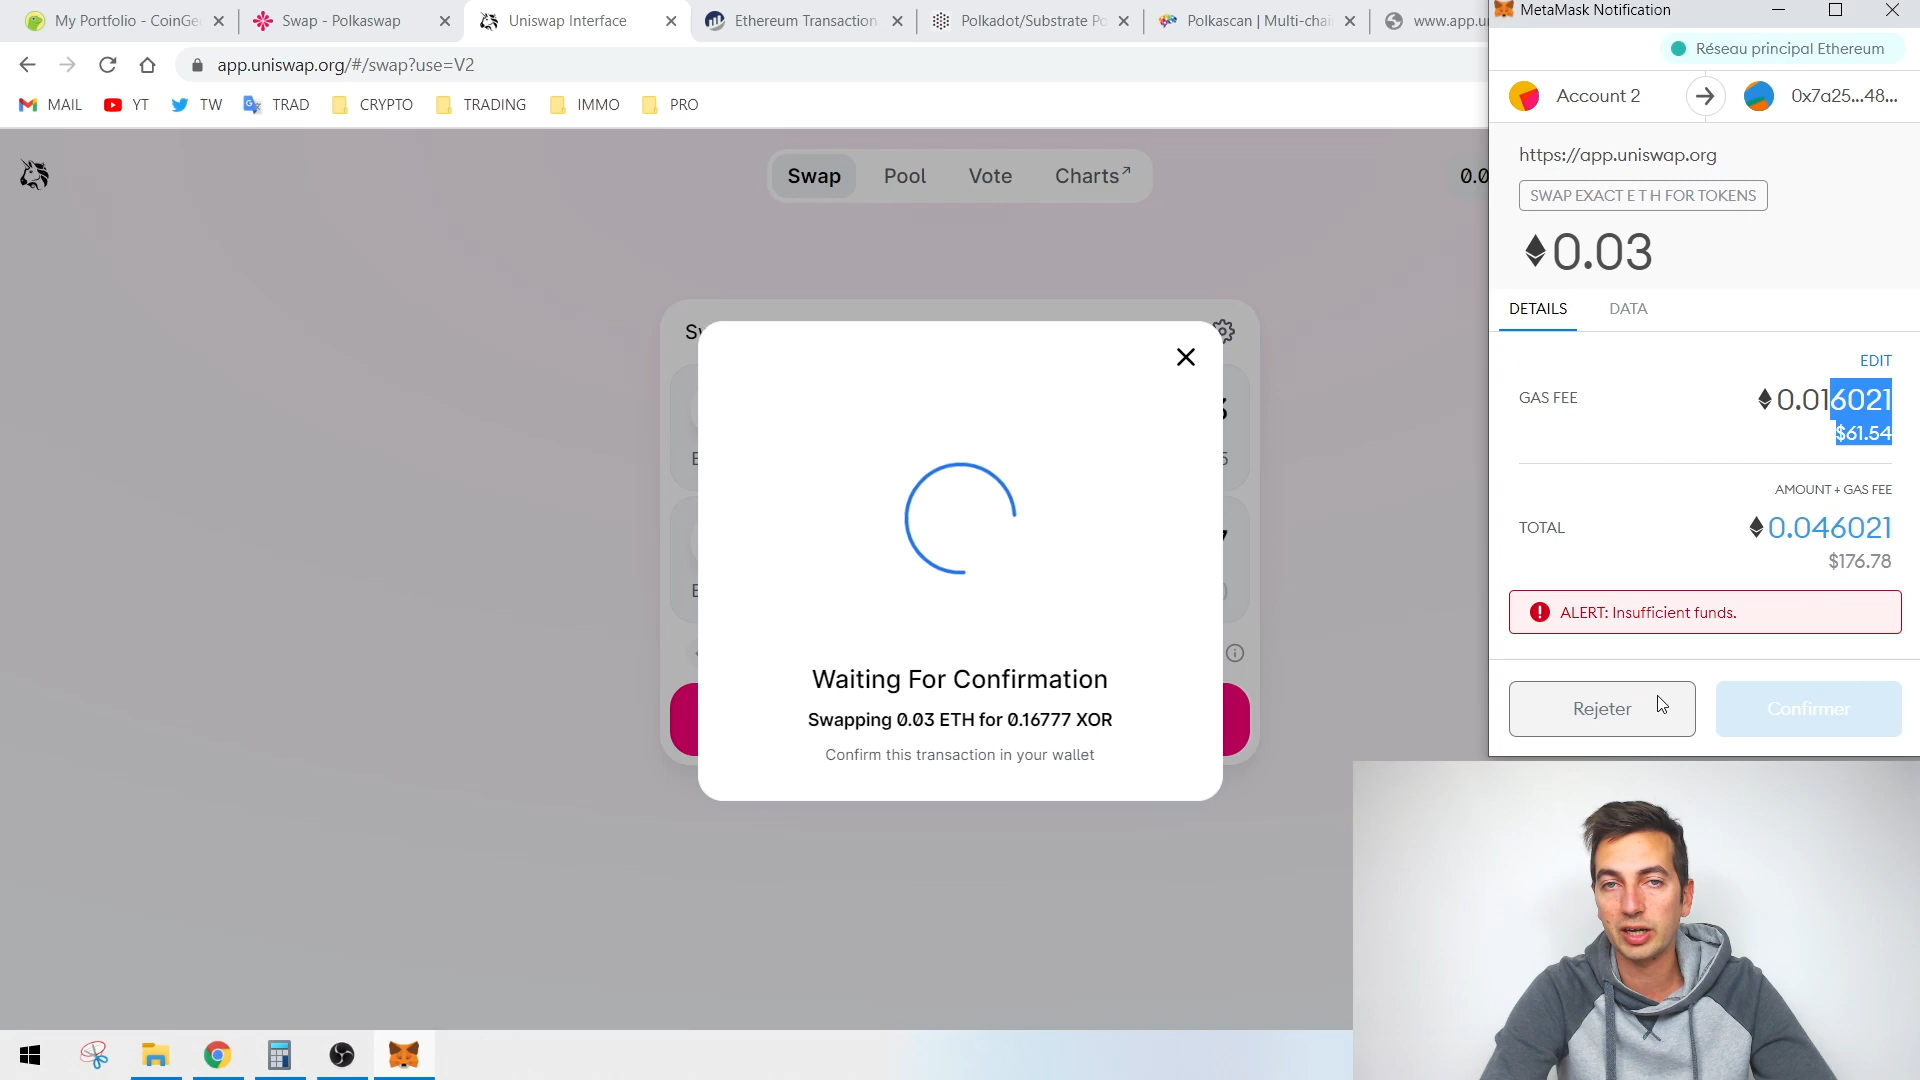 My Portfolio - CoinGe
Swap - Polkaswap
Uniswap Interface
Ethereum Transaction
Polkadot/Substrate Po
Polkascan | Multi-chai
www.app.u
MetaMask Notification
app.uniswap.org/#/swap?use=V2
Réseau principal Ethereum
MAIL
YT
TW
TRAD
CRYPTO
TRADING
IMMO
PRO
Account 2
0x7a25...48...
https://app.uniswap.org
SWAP EXACT E T H FOR TOKENS
0.03
DETAILS
DATA
EDIT
GAS FEE
0.016021
$61.54
AMOUNT + GAS FEE
TOTAL
0.046021
$176.78
ALERT: Insufficient funds.
Rejeter
Confirmer
Swap
Pool
Vote
Charts↗
0.0
Waiting For Confirmation
Swapping 0.03 ETH for 0.16777 XOR
Confirm this transaction in your wallet